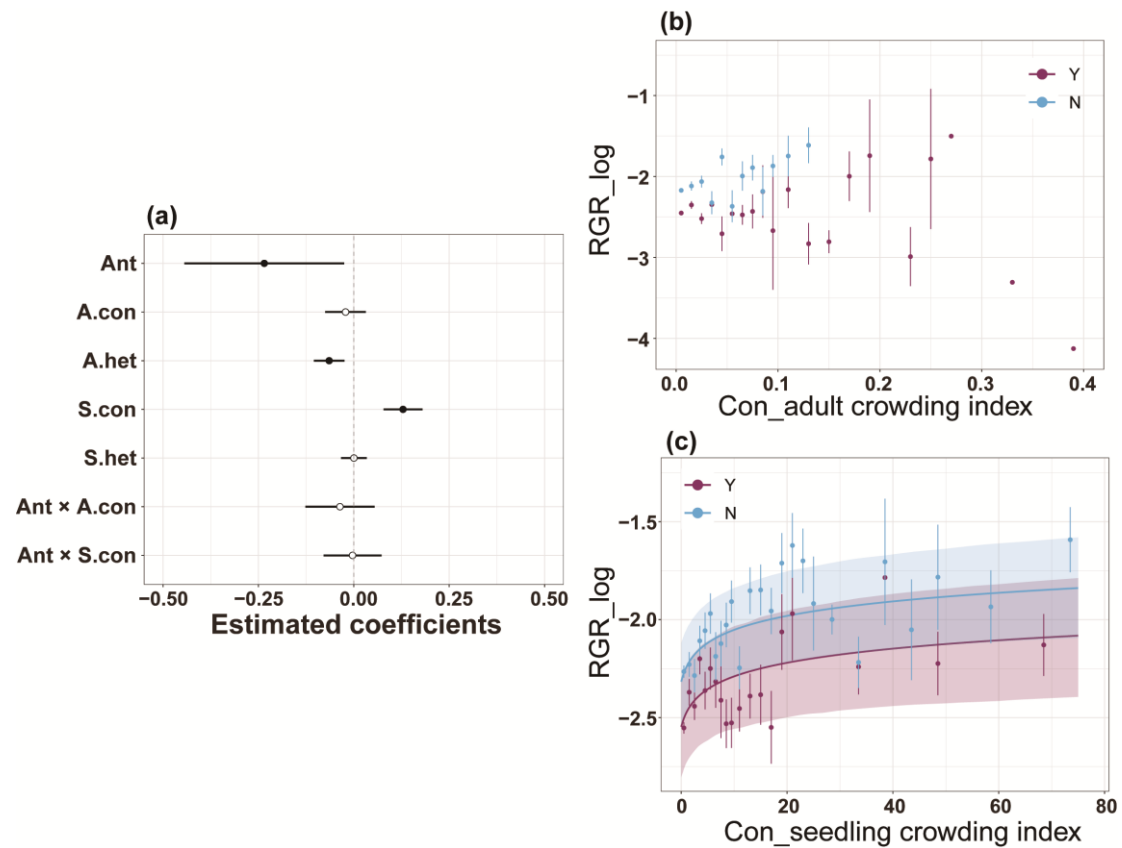 (a)
Ant
A.con
A.het
S.con
S.het
Ant × A.con
Ant × S.con
−0.50 −0.25 0.00 0.25 0.50
Estimated coefficients
(b)
Y
N
−1
−2
−3
−4
RGR_log
0.0 0.1 0.2 0.3 0.4
Con_adult crowding index
(c)
Y
N
−1.5
−2.0
−2.5
RGR_log
0 20 40 60 80
Con_seedling crowding index